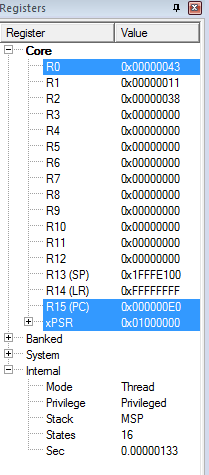 Registers
Register Value
Core
R0 0x00000043
R1 0x00000011
R2 0x00000038
R3 0x00000000
R4 0x00000000
R5 0x00000000
R6 0x00000000
R7 0x00000000
R8 0x00000000
R9 0x00000000
R10 0x00000000
R11 0x00000000
R12 0x00000000
R13 (SP) 0x1FFFE100
R14 (LR) 0xFFFFFFFF
R15 (PC) 0x000000E0
xPSR 0x01000000
Banked
System
Internal
Mode Thread
Privilege Privileged
Stack MSP
States 16
Sec 0.00000133